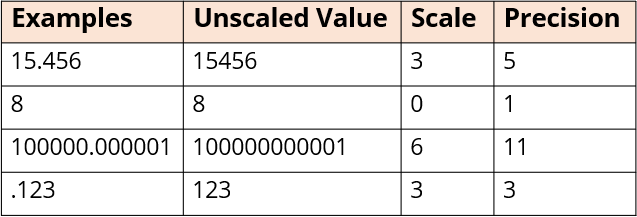 Examples Unscaled Value Scale Precision
15.456 15456 3 5
8 8 0 1
100000.000001 100000000001 6 11
.123 123 3 3